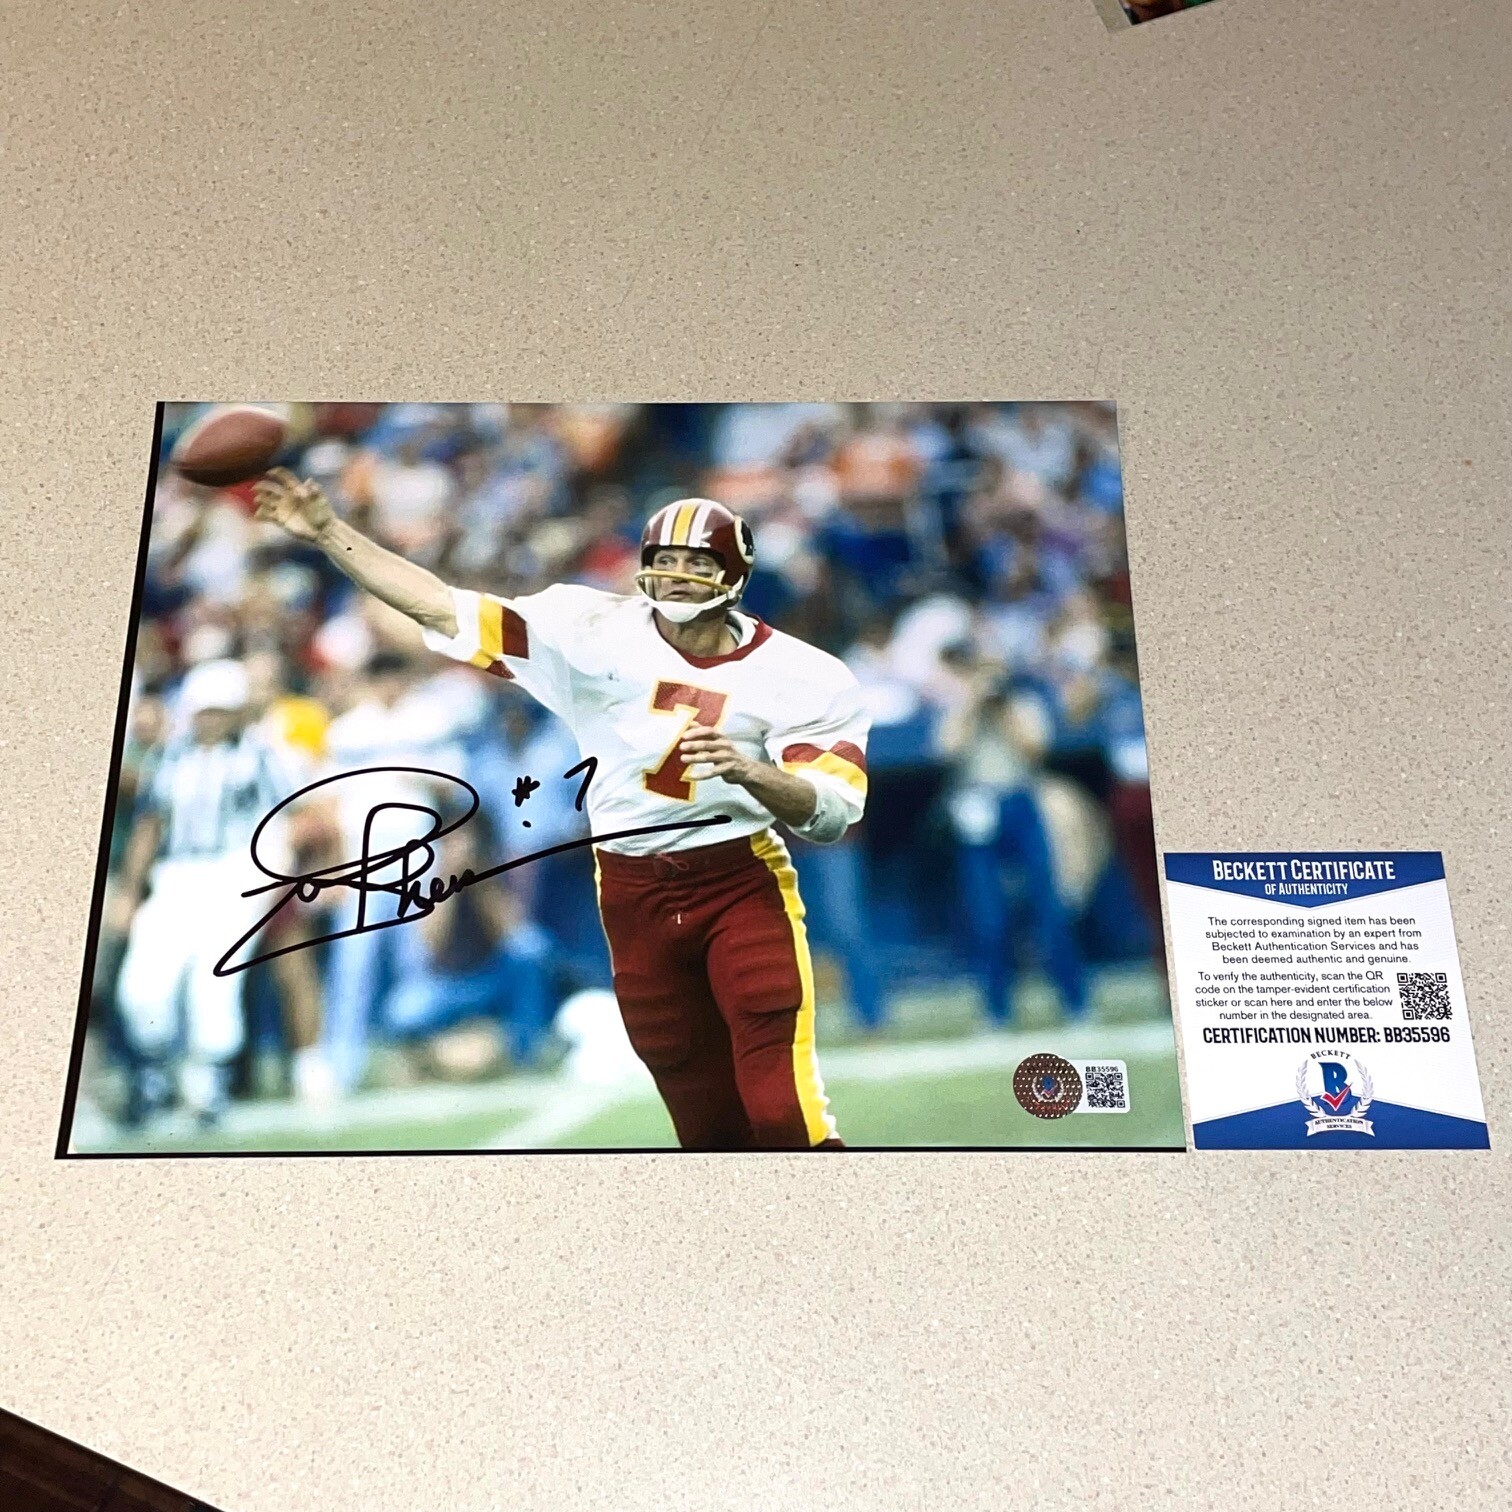 7
# 7
BB35596
BECKETT CERTIFICATE
OF AUTHENTICITY
The corresponding signed item has been
subjected to examination by an expert from
Beckett Authentication Services and has
been deemed authentic and genuine.
To verify the authenticity, scan the QR
code on the tamper-evident certification
sticker or scan here and enter the below
number in the designated area.
CERTIFICATION NUMBER: BB35596
BECKETT
B
AUTHENTICATION
SERVICES